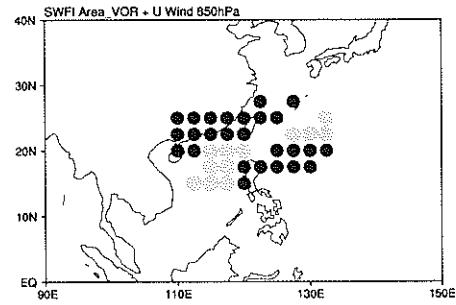 SWFI Area_VOR + U Wind 850hPa
40N
30N
20N
10N
EQ
90E 110E 130E 150E